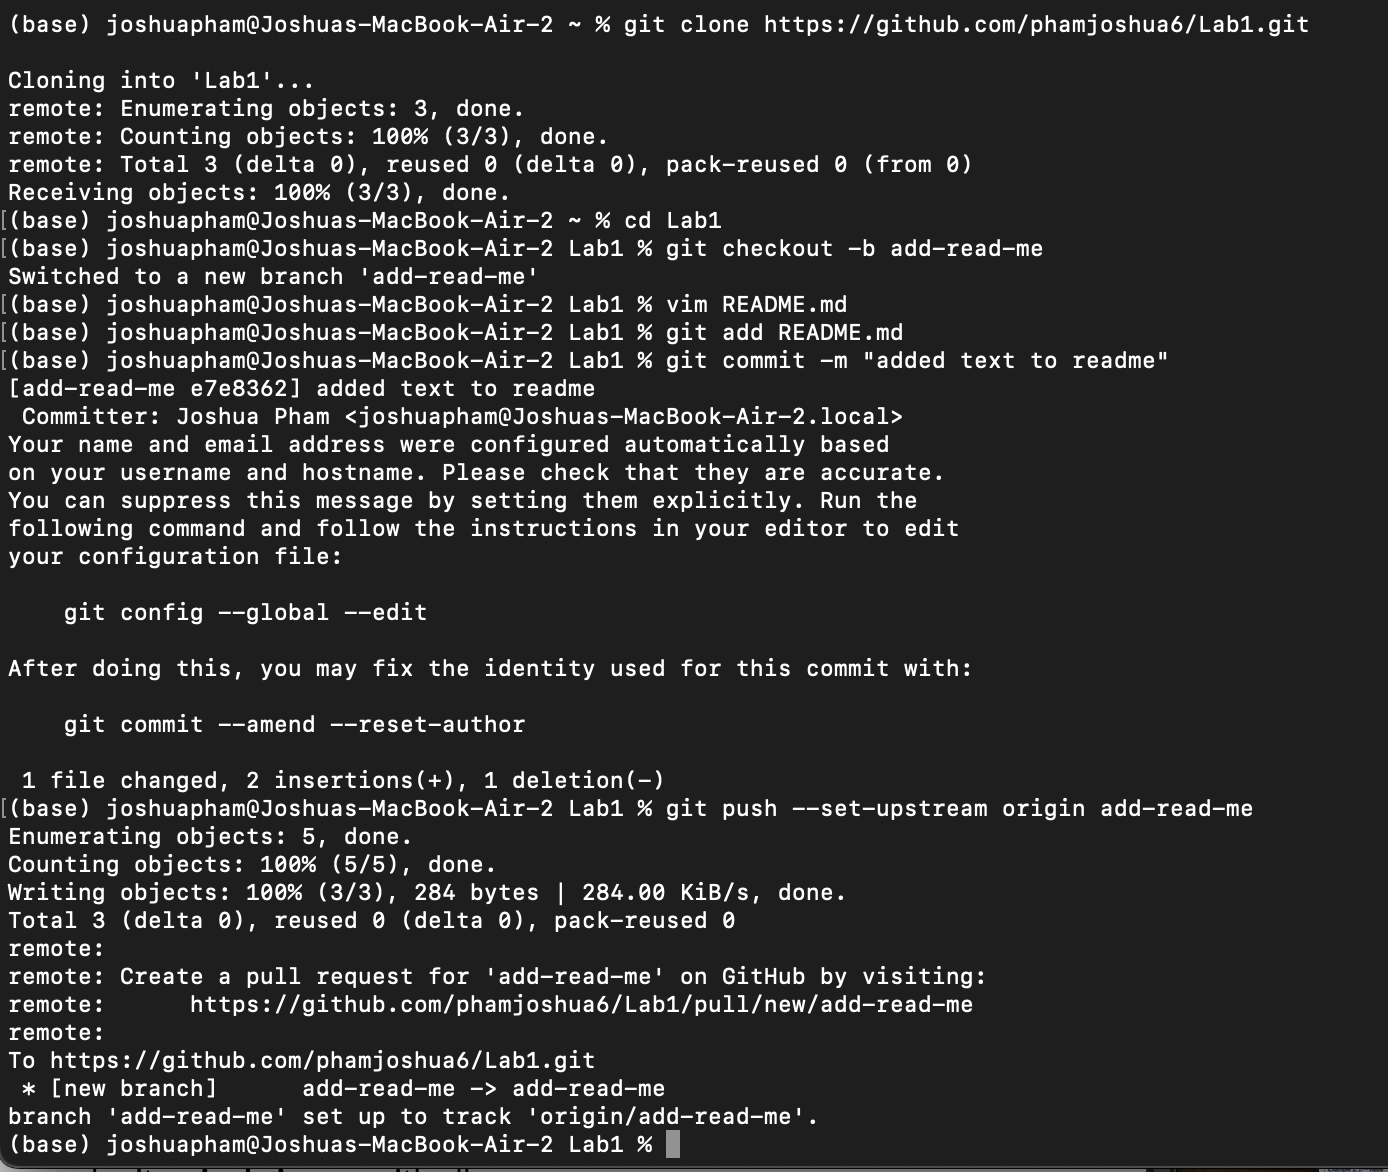 (base) joshuapham@Joshuas-MacBook-Air-2 ~ % git clone https://github.com/phamjoshua6/Lab1.git
Cloning into 'Lab1'...
remote: Enumerating objects: 3, done.
remote: Counting objects: 100% (3/3), done.
remote: Total 3 (delta 0), reused 0 (delta 0), pack-reused 0 (from 0)
Receiving objects: 100% (3/3), done.
[(base) joshuapham@Joshuas-MacBook-Air-2 ~ % cd Lab1
[(base) joshuapham@Joshuas-MacBook-Air-2 Lab1 % git checkout -b add-read-me
Switched to a new branch 'add-read-me'
[(base) joshuapham@Joshuas-MacBook-Air-2 Lab1 % vim README.md
[(base) joshuapham@Joshuas-MacBook-Air-2 Lab1 % git add README.md
[(base) joshuapham@Joshuas-MacBook-Air-2 Lab1 % git commit -m "added text to readme"
[add-read-me e7e8362] added text to readme
 Committer: Joshua Pham <joshuapham@Joshuas-MacBook-Air-2.local>
Your name and email address were configured automatically based
on your username and hostname. Please check that they are accurate.
You can suppress this message by setting them explicitly. Run the
following command and follow the instructions in your editor to edit
your configuration file:
    git config --global --edit
After doing this, you may fix the identity used for this commit with:
    git commit --amend --reset-author
 1 file changed, 2 insertions(+), 1 deletion(-)
[(base) joshuapham@Joshuas-MacBook-Air-2 Lab1 % git push --set-upstream origin add-read-me
Enumerating objects: 5, done.
Counting objects: 100% (5/5), done.
Writing objects: 100% (3/3), 284 bytes | 284.00 KiB/s, done.
Total 3 (delta 0), reused 0 (delta 0), pack-reused 0
remote:
remote: Create a pull request for 'add-read-me' on GitHub by visiting:
remote:      https://github.com/phamjoshua6/Lab1/pull/new/add-read-me
remote:
To https://github.com/phamjoshua6/Lab1.git
 * [new branch]      add-read-me -> add-read-me
branch 'add-read-me' set up to track 'origin/add-read-me'.
(base) joshuapham@Joshuas-MacBook-Air-2 Lab1 %